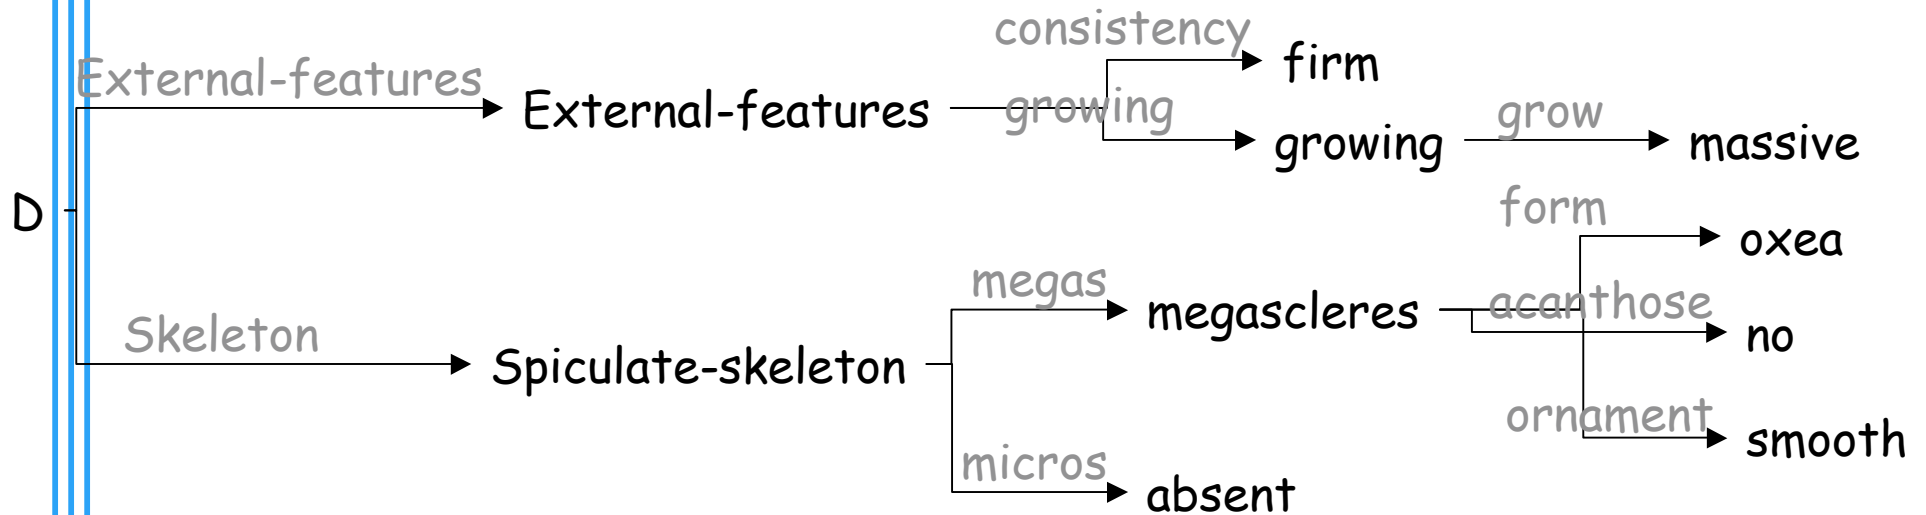 consistency
firm
External-features
External-features
growing
growing
grow
massive
D
form
oxea
megas
megascleres
acanthose
no
Skeleton
Spiculate-skeleton
ornament
smooth
micros
absent